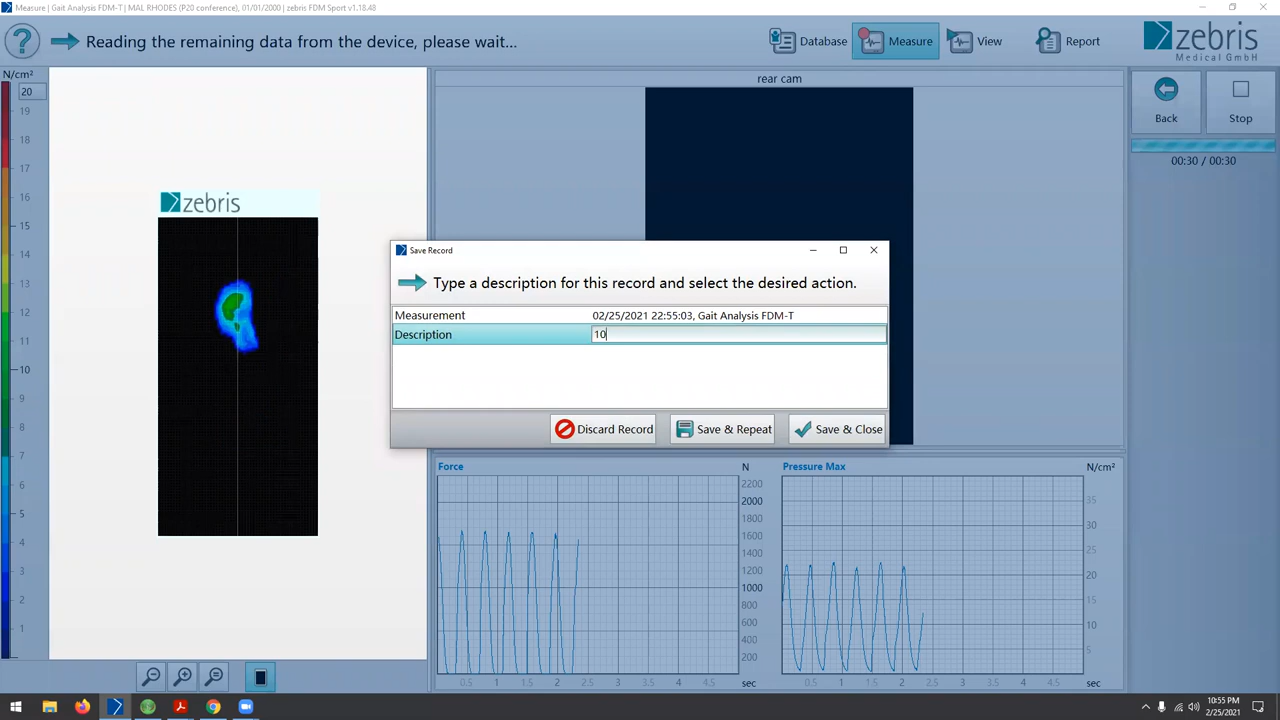 Measure | Gait Analysis FDM-T | MAL RHODES (P20 conference), 01/01/2000 | zebris FDM Sport v1.18.48
Reading the remaining data from the device, please wait...
Database
Measure
View
Report
zebris
Medical GmbH
N/cm²
20
19
18
17
16
15
14
13
12
11
10
9
8
7
6
5
4
3
2
1
zebris
rear cam
Back
Stop
00:30 / 00:30
Save Record
Type a description for this record and select the desired action.
Measurement 02/25/2021 22:55:03, Gait Analysis FDM-T
Description 10
Discard Record
Save & Repeat
Save & Close
Force N
2200
2000
1800
1600
1400
1200
1000
800
600
400
200
0.5 1 1.5 2 2.5 3 3.5 4 4.5 sec
Pressure Max N/cm²
35
30
25
20
15
10
5
0.5 1 1.5 2 2.5 3 3.5 4 4.5 sec
10:55 PM
2/25/2021